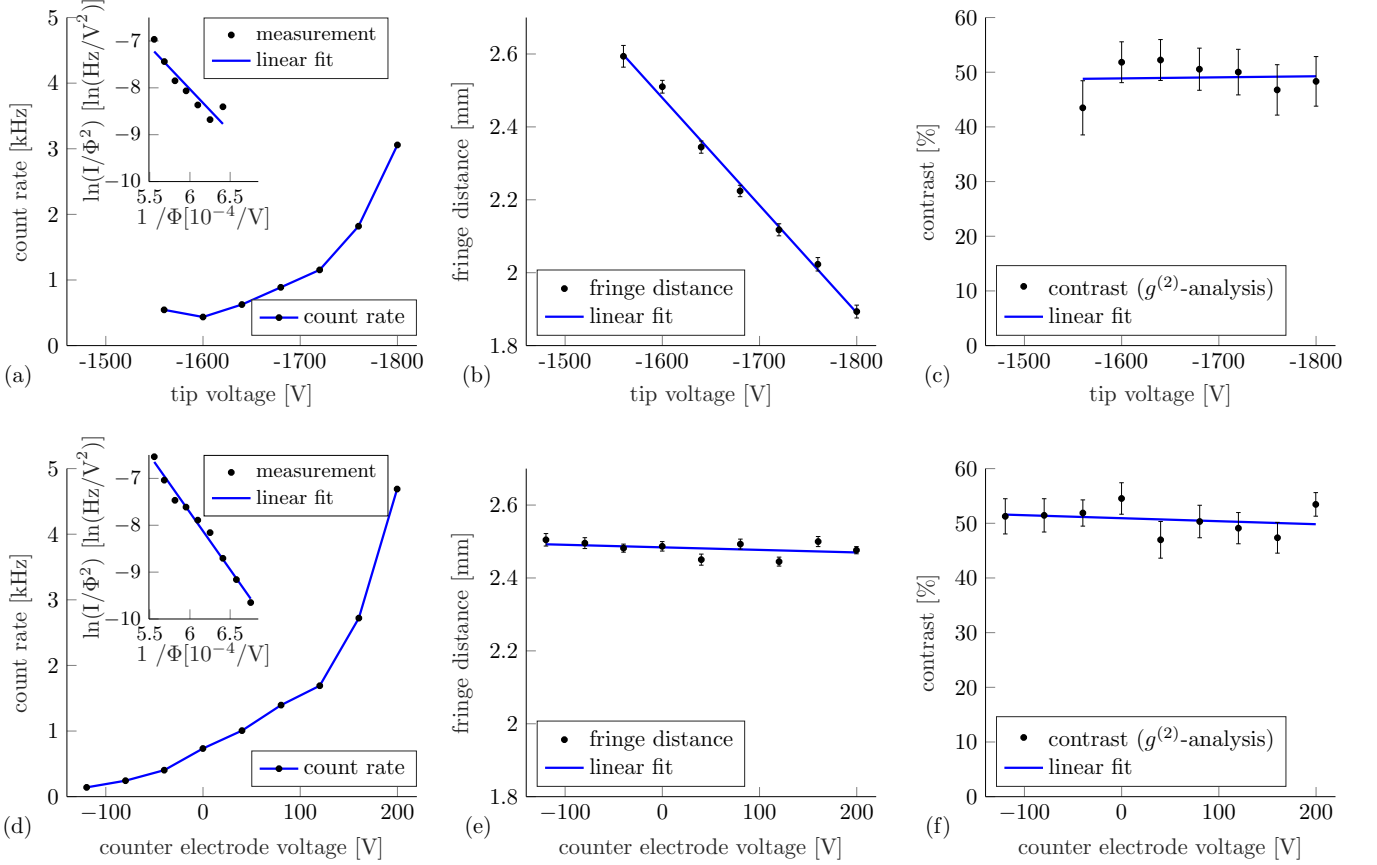 5
4
3
2
1
0
count rate [kHz]
-1500
-1600
-1700
-1800
tip voltage [V]
(a)
count rate
measurement
linear fit
−7
−8
−9
−10
ln(I/Φ²) [ln(Hz/V²)]
5.5
6
6.5
1 /Φ[10⁻⁴/V]
2.6
2.4
2.2
2
1.8
fringe distance [mm]
-1500
-1600
-1700
-1800
tip voltage [V]
(b)
fringe distance
linear fit
60
50
40
30
20
10
0
contrast [%]
-1500
-1600
-1700
-1800
tip voltage [V]
(c)
contrast (g⁽²⁾-analysis)
linear fit
5
4
3
2
1
0
count rate [kHz]
−100
0
100
200
counter electrode voltage [V]
(d)
count rate
measurement
linear fit
−7
−8
−9
−10
ln(I/Φ²) [ln(Hz/V²)]
5.5
6
6.5
1 /Φ[10⁻⁴/V]
2.6
2.4
2.2
2
1.8
fringe distance [mm]
−100
0
100
200
counter electrode voltage [V]
(e)
fringe distance
linear fit
60
50
40
30
20
10
0
contrast [%]
−100
0
100
200
counter electrode voltage [V]
(f)
contrast (g⁽²⁾-analysis)
linear fit